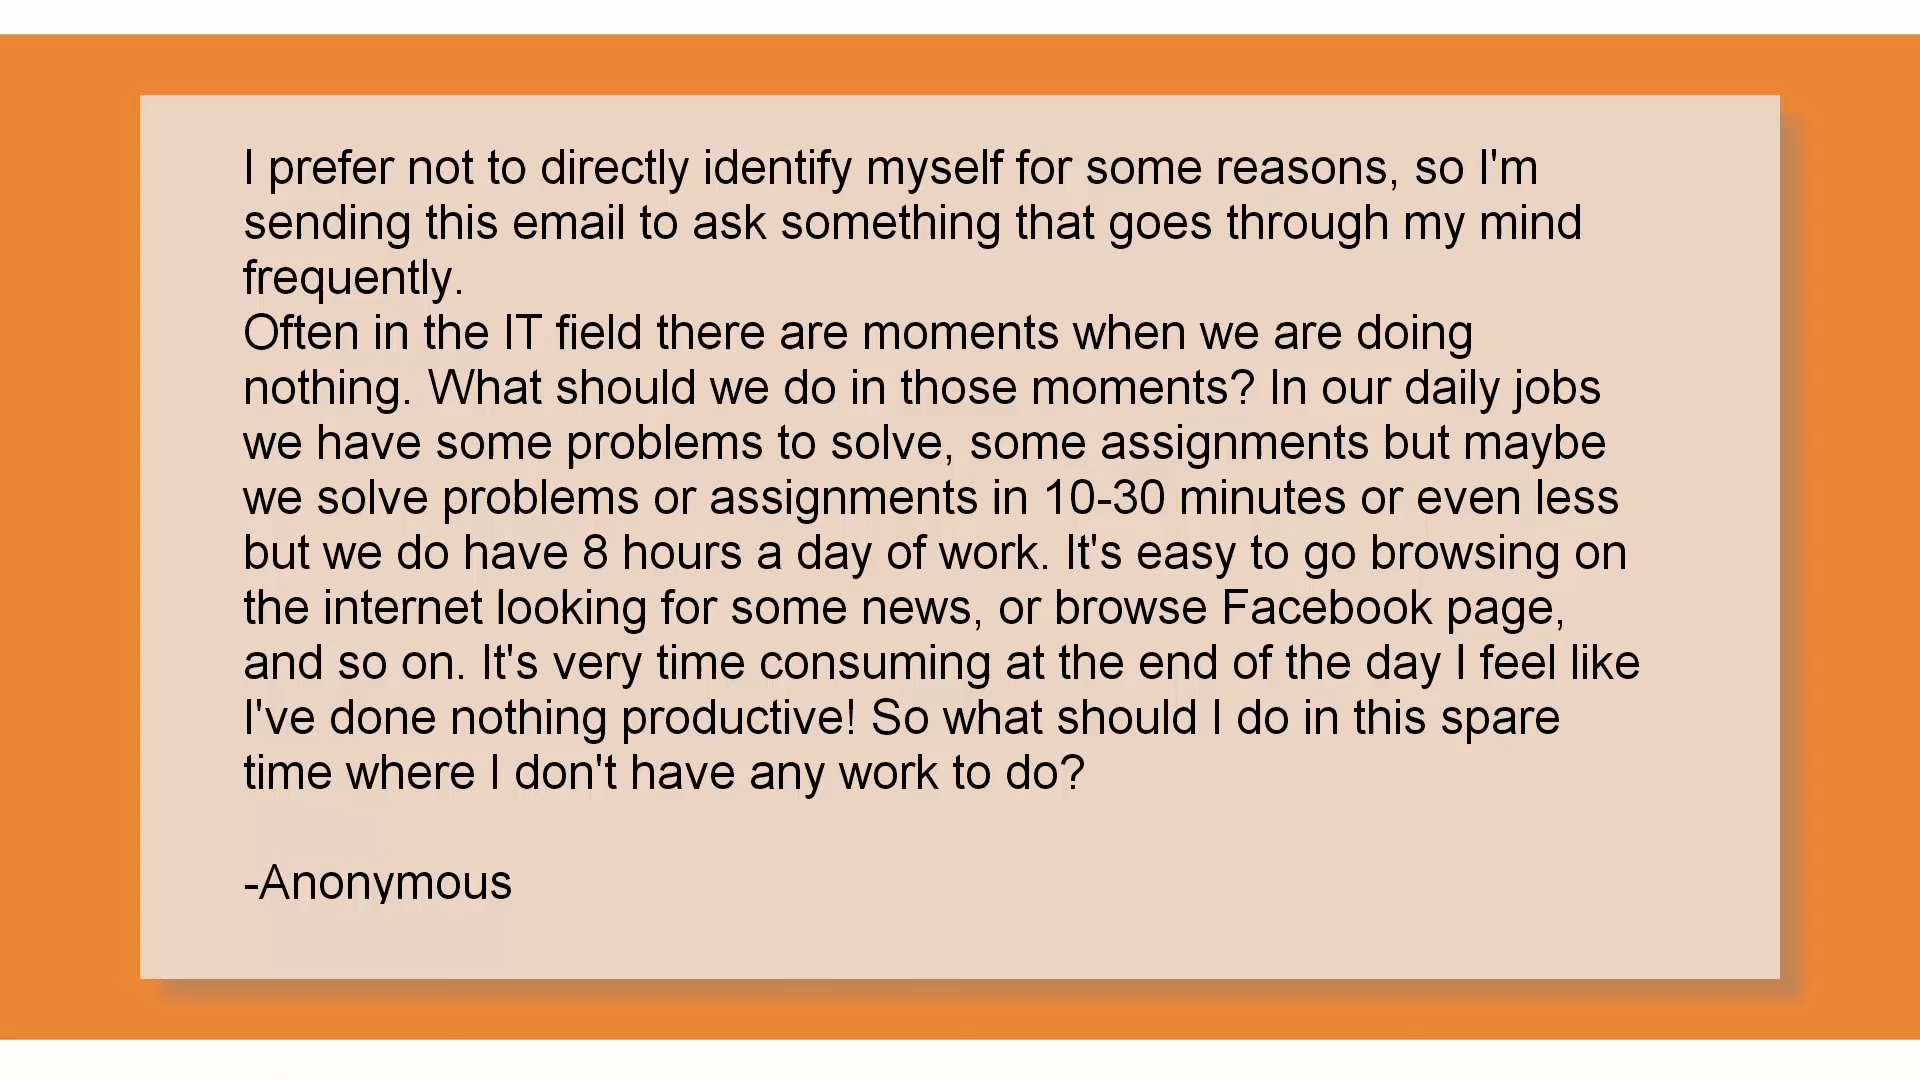 I prefer not to directly identify myself for some reasons, so I'm
sending this email to ask something that goes through my mind
frequently.
Often in the IT field there are moments when we are doing
nothing. What should we do in those moments? In our daily jobs
we have some problems to solve, some assignments but maybe
we solve problems or assignments in 10-30 minutes or even less
but we do have 8 hours a day of work. It's easy to go browsing on
the internet looking for some news, or browse Facebook page,
and so on. It's very time consuming at the end of the day I feel like
I've done nothing productive! So what should I do in this spare
time where I don't have any work to do?
-Anonymous